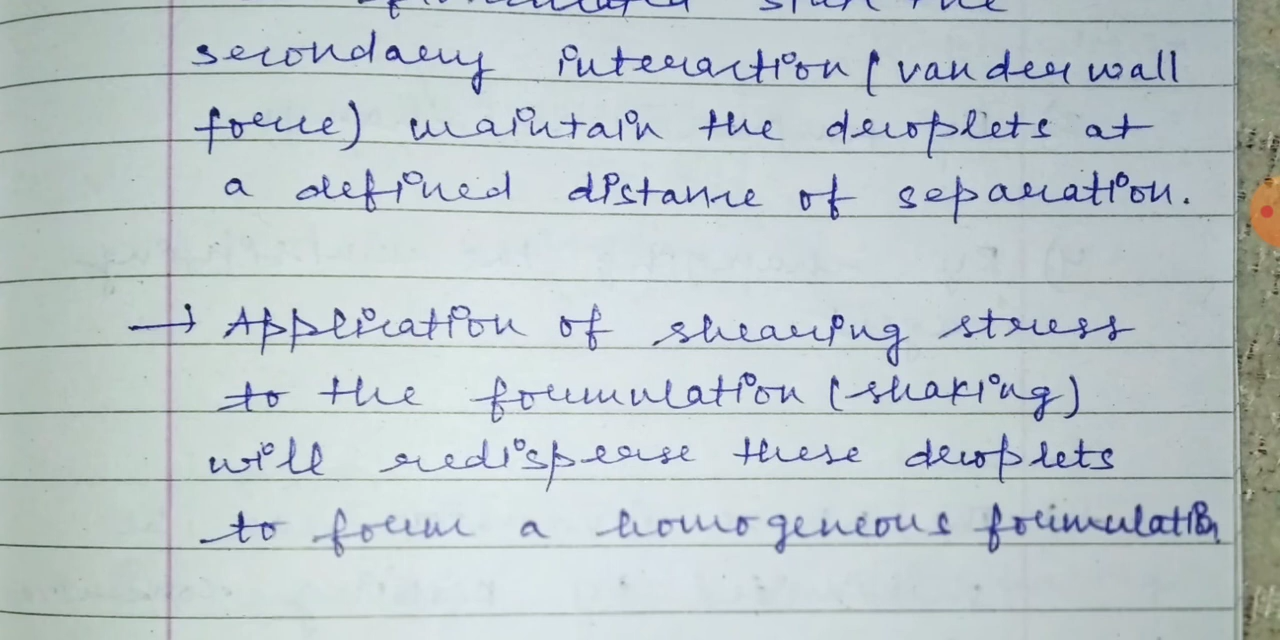 secondary interaction (van der wall
force) maintain the droplets at
a defined distance of separation.
→ Application of shearing stress
to the formulation (shaking)
will redisperse these droplets
to form a homogeneous formulation